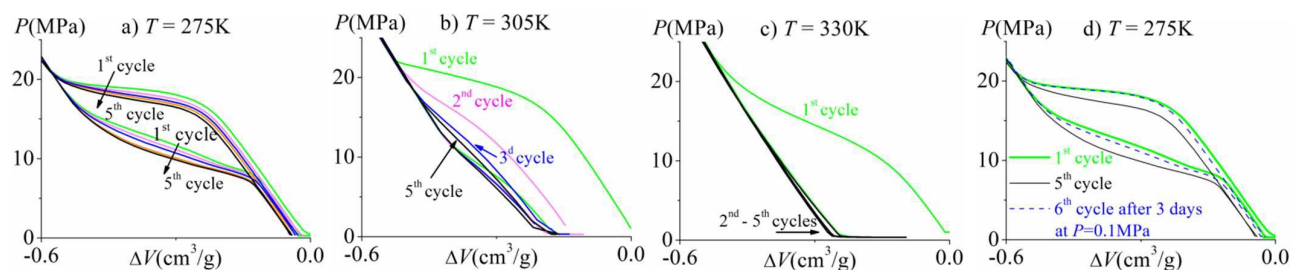 P(MPa) a) T = 275K
20
10
0
1st cycle
5th cycle
1st cycle
5th cycle
-0.6 ΔV(cm³/g) 0.0
P(MPa) b) T = 305K
20
10
0
1st cycle
2nd cycle
3d cycle
5th cycle
-0.6 ΔV(cm³/g) 0.0
P(MPa) c) T = 330K
20
10
0
1st cycle
2nd - 5th cycles
-0.6 ΔV(cm³/g) 0.0
P(MPa) d) T = 275K
20
10
0
1st cycle
5th cycle
6th cycle after 3 days
at P=0.1MPa
-0.6 ΔV(cm³/g) 0.0